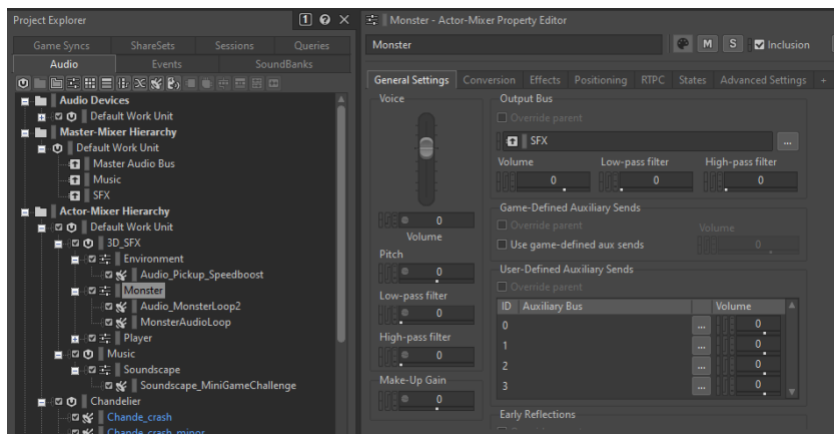 Project Explorer
1
Game Syncs ShareSets Sessions Queries
Audio Events SoundBanks
Audio Devices
Default Work Unit
Master-Mixer Hierarchy
Default Work Unit
Master Audio Bus
Music
SFX
Actor-Mixer Hierarchy
Default Work Unit
3D_SFX
Environment
Audio_Pickup_Speedboost
Monster
Audio_MonsterLoop2
MonsterAudioLoop
Player
Music
Soundscape
Soundscape_MiniGameChallenge
Chandelier
Chande_crash
Chande_crash_minor
Monster - Actor-Mixer Property Editor
Monster M S Inclusion
General Settings Conversion Effects Positioning RTPC States Advanced Settings +
Voice
0
Volume
Pitch
0
Low-pass filter
0
High-pass filter
0
Make-Up Gain
0
Output Bus
Override parent
SFX ...
Volume Low-pass filter High-pass filter
0 0 0
Game-Defined Auxiliary Sends
Override parent Volume
Use game-defined aux sends 0
User-Defined Auxiliary Sends
Override parent
ID Auxiliary Bus Volume
0 ... 0
1 ... 0
2 ... 0
3 ... 0
Early Reflections